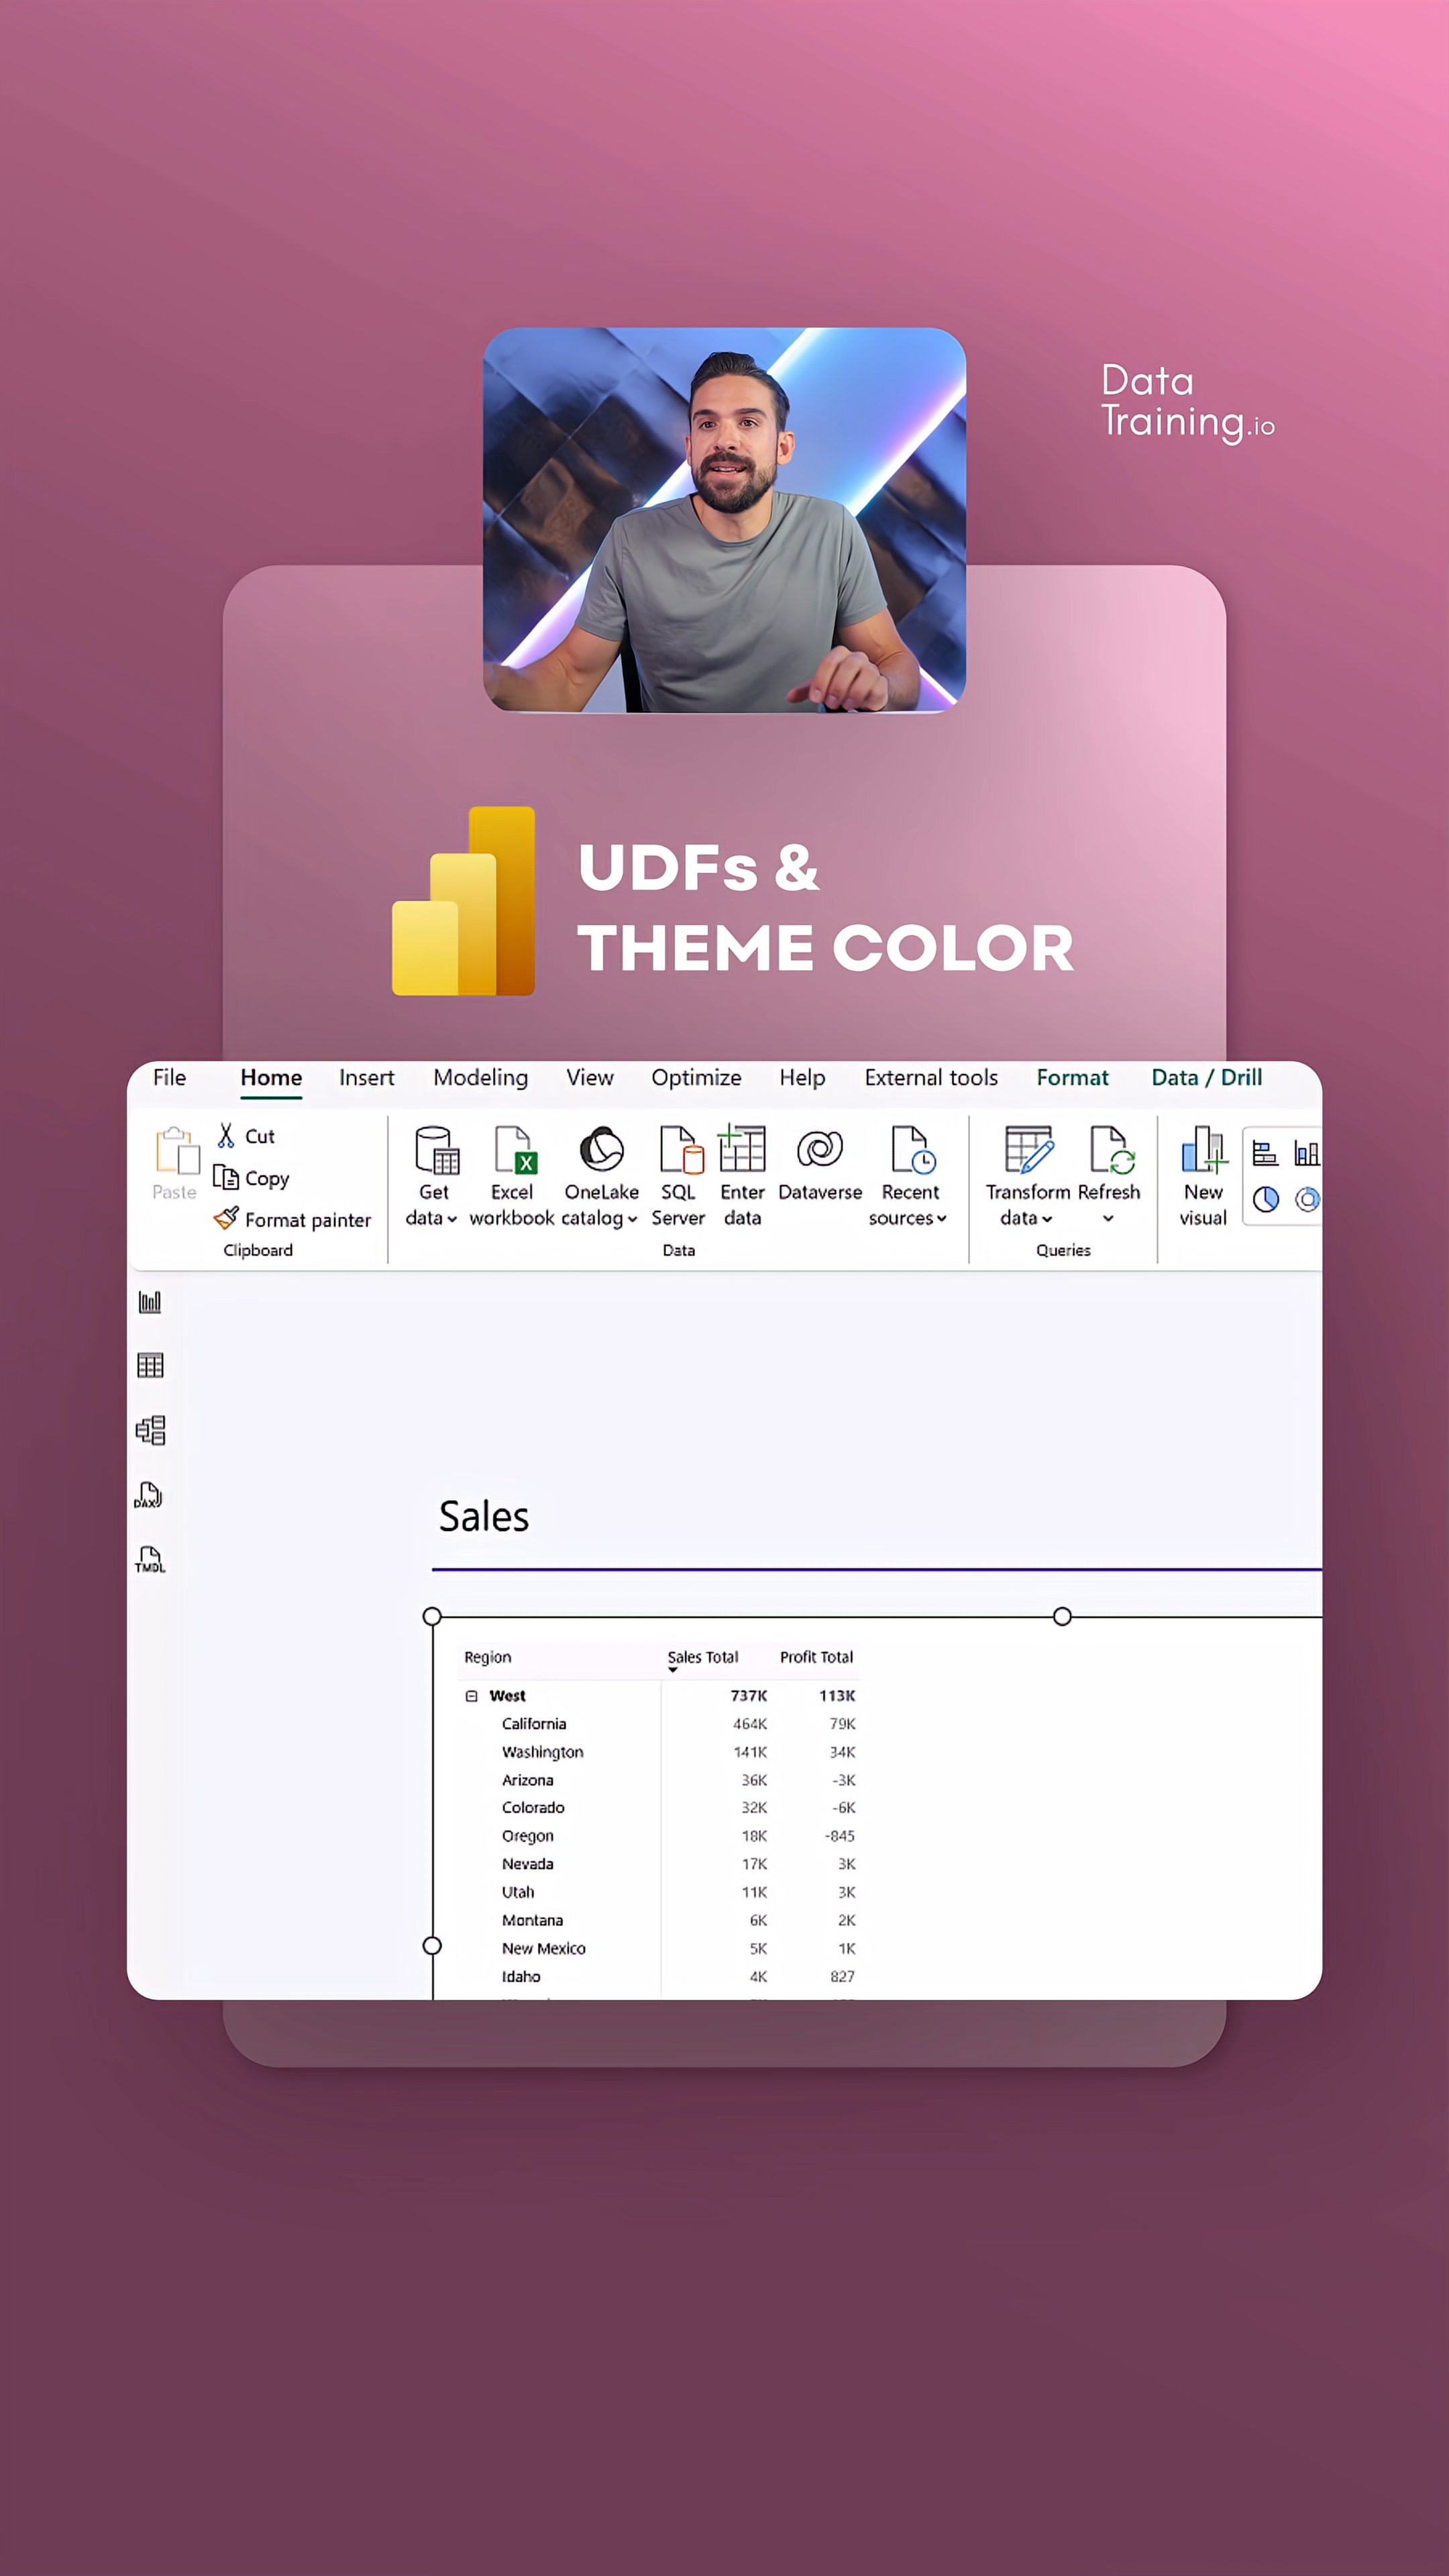 Data
Training.io
UDFs &
THEME COLOR
File Home Insert Modeling View Optimize Help External tools Format Data / Drill
Paste
Cut
Copy
Format painter
Clipboard
Get data
Excel workbook
OneLake catalog
SQL Server
Enter data
Dataverse
Recent sources
Data
Transform data
Refresh
Queries
New visual
DAX
TMDL
Sales
Region Sales Total Profit Total
West 737K 113K
California 464K 79K
Washington 141K 34K
Arizona 36K -3K
Colorado 32K -6K
Oregon 18K -845
Nevada 17K 3K
Utah 11K 3K
Montana 6K 2K
New Mexico 5K 1K
Idaho 4K 827